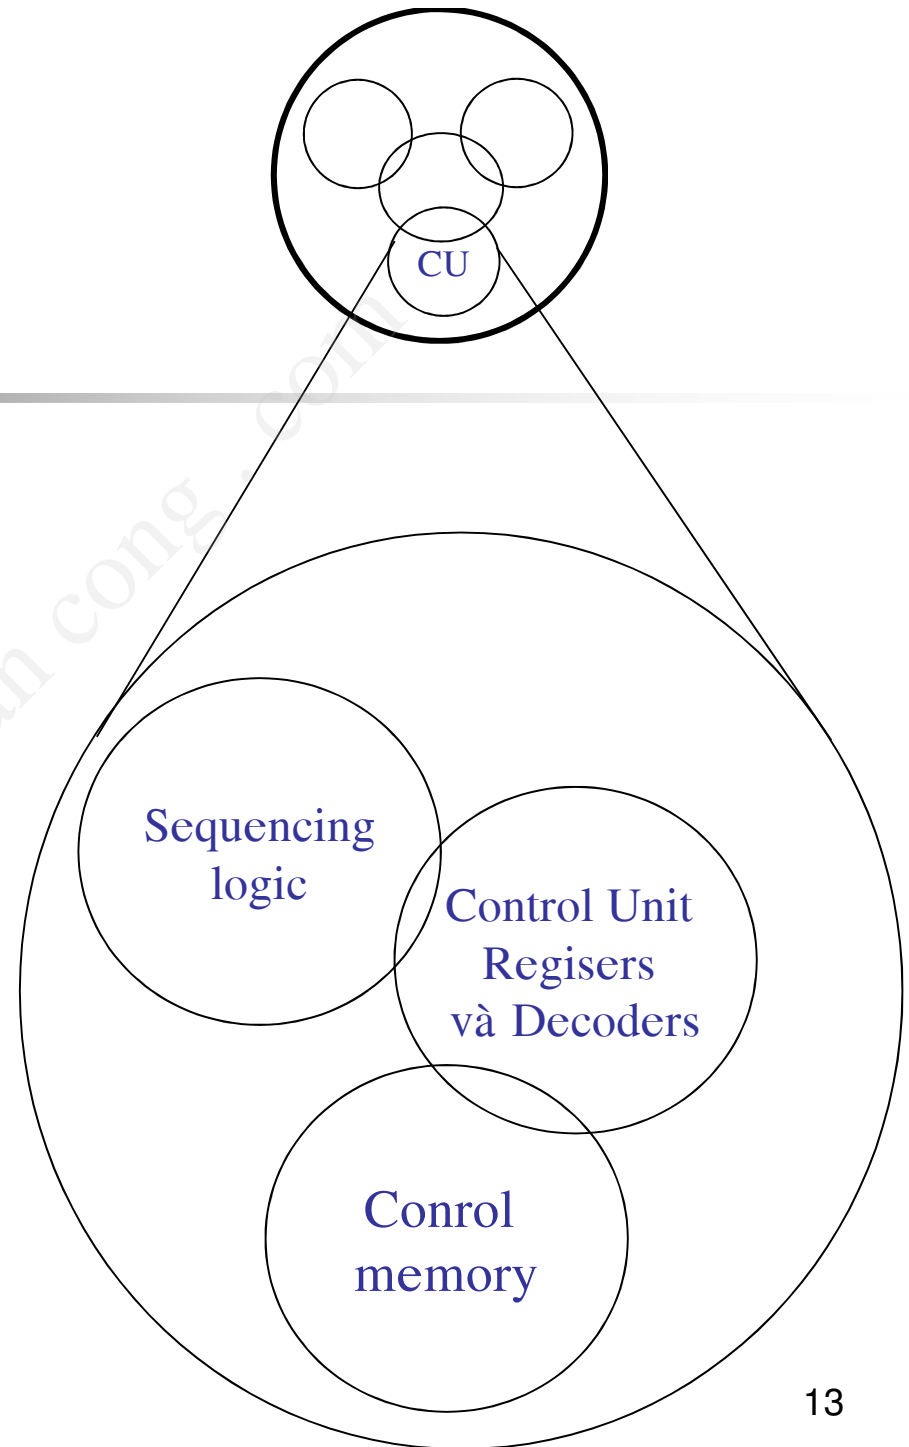 CU
Sequencing
logic
Control Unit
Regisers
và Decoders
Conrol
memory
13